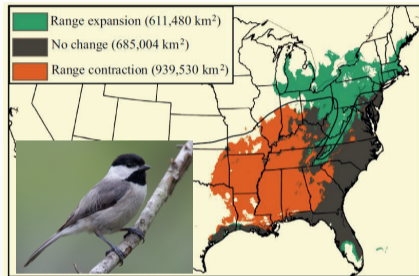 Range expansion (611,480 km²)
No change (685,004 km²)
Range contraction (939,530 km²)